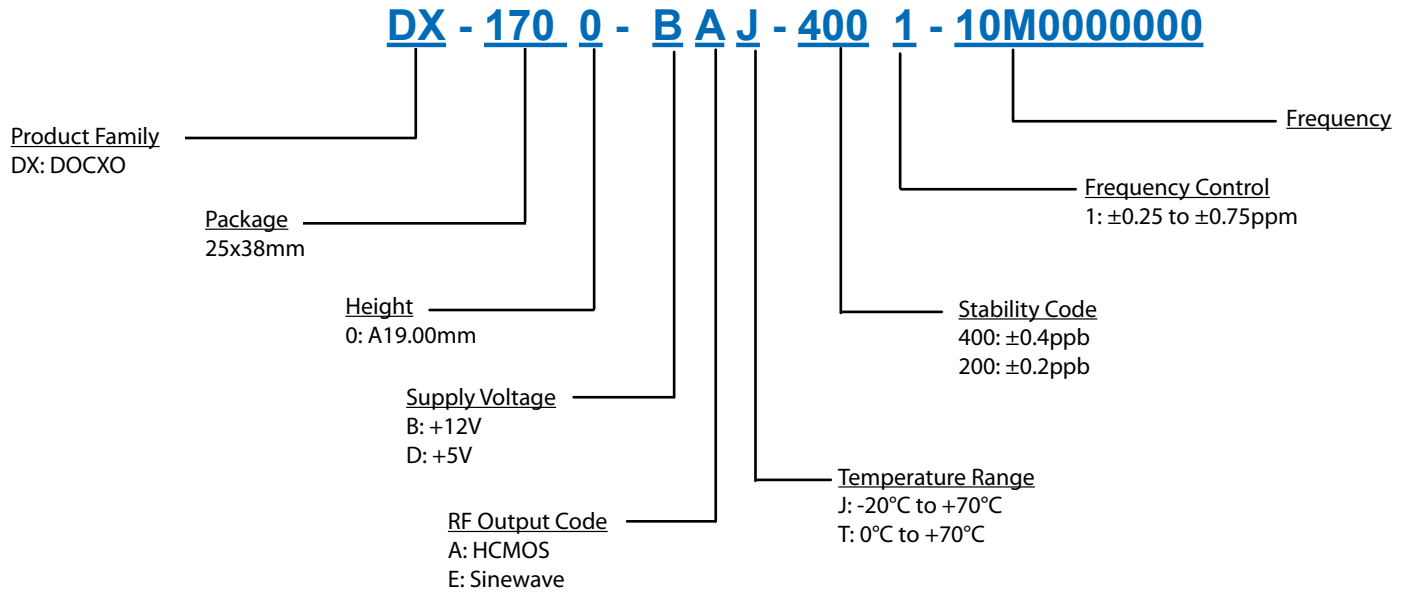 DX - 170 0 - B A J - 400 1 - 10M0000000
Product Family
DX: DOCXO
Package
25x38mm
Height
0: A19.00mm
Supply Voltage
B: +12V
D: +5V
RF Output Code
A: HCMOS
E: Sinewave
Temperature Range
J: -20°C to +70°C
T: 0°C to +70°C
Stability Code
400: ±0.4ppb
200: ±0.2ppb
Frequency Control
1: ±0.25 to ±0.75ppm
Frequency